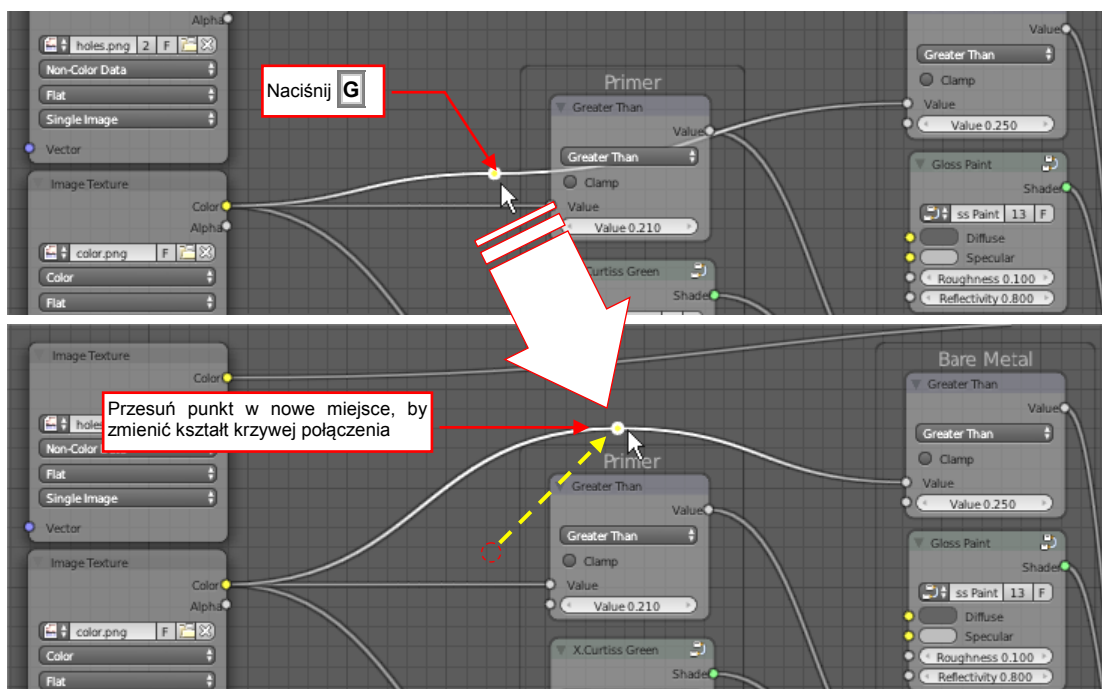 Alpha
holes.png 2 F
Non-Color Data
Flat
Single Image
Vector
Image Texture
Color
Alpha
color.png F
Color
Flat
Naciśnij G
Primer
Greater Than
Value
Greater Than
Clamp
Value
Value 0.210
Curtiss Green
Shader
Value
Greater Than
Clamp
Value
Value 0.250
Gloss Paint
Shader
ss Paint 13 F
Diffuse
Specular
Roughness 0.100
Reflectivity 0.800
Image Texture
Color
Non-Color
Flat
Single Image
Vector
Image Texture
Color
Alpha
color.png F
Color
Flat
Przesuń punkt w nowe miejsce, by
zmienić kształt krzywej połączenia
Primer
Greater Than
Value
Greater Than
Clamp
Value
Value 0.210
X.Curtiss Green
Shader
Bare Metal
Greater Than
Value
Greater Than
Clamp
Value
Value 0.250
Gloss Paint
Shader
ss Paint 13 F
Diffuse
Specular
Roughness 0.100
Reflectivity 0.800